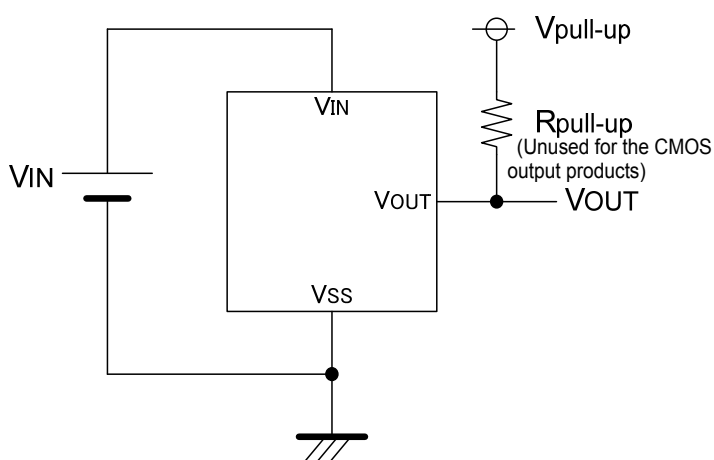 Vpull-up
VIN
Rpull-up
(Unused for the CMOS
output products)
VIN
VOUT
VOUT
VSS